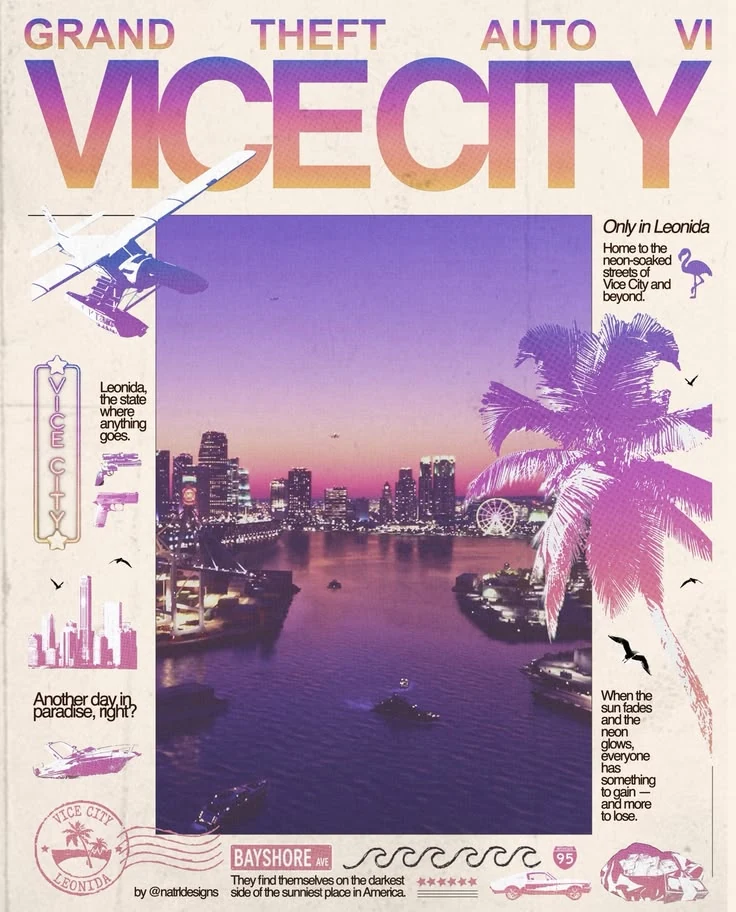 GRAND THEFT AUTO VI
VICE CITY
Only in Leonida
Home to the
neon-soaked
streets of
Vice City and
beyond.
VICE CITY
Leonida,
the state
where
anything
goes.
Another day in
paradise, right?
When the
sun fades
and the
neon
glows,
everyone
has
something
to gain —
and more
to lose.
VICE CITY
LEONIDA
by @natrldesigns
BAYSHORE AVE
They find themselves on the darkest
side of the sunniest place in America.
95